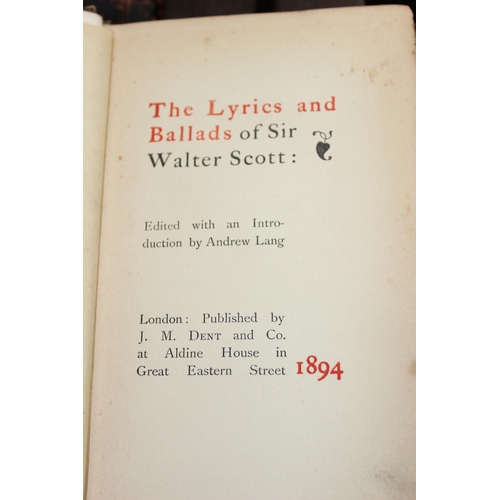 The Lyrics and
Ballads of Sir
Walter Scott:
Edited with an Intro-
duction by Andrew Lang
London: Published by
J. M. DENT and Co.
at Aldine House in
Great Eastern Street 1894